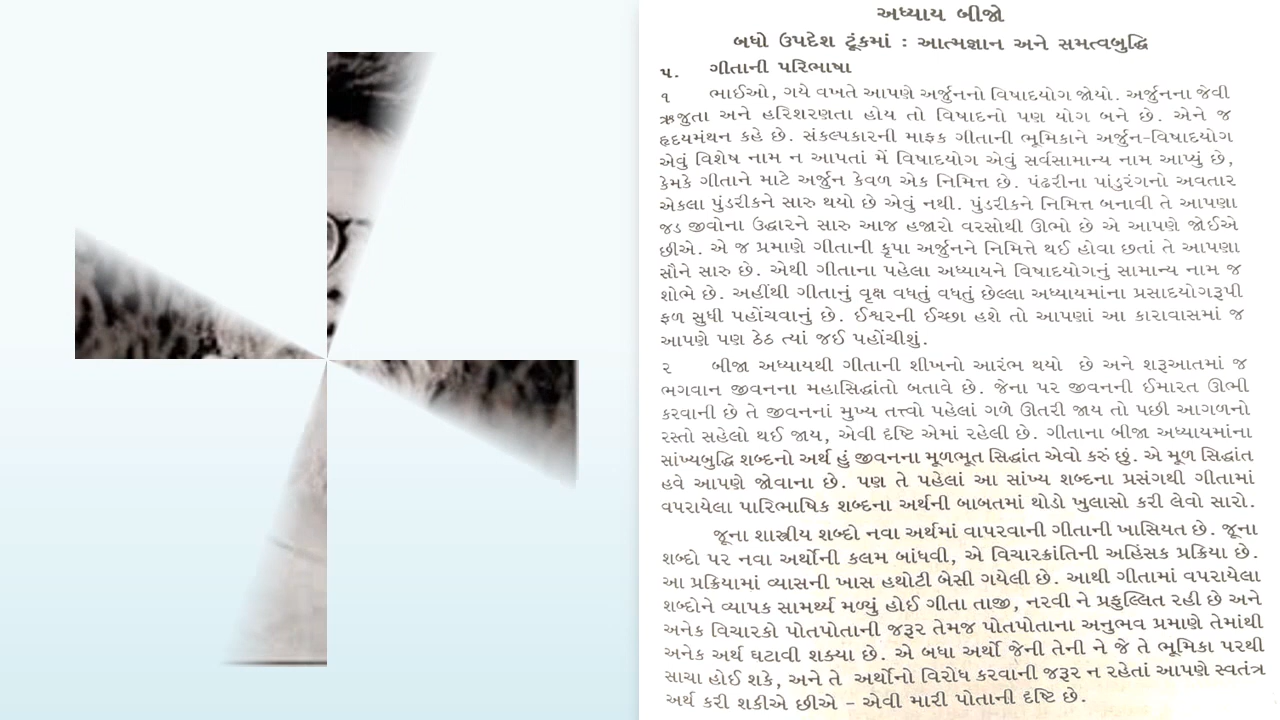 અધ્યાય બીજો
બધો ઉપદેશ ટૂંકમાં : આત્મજ્ઞાન અને સમત્વબુદ્ધિ
૫. ગીતાની પરિભાષા
૧ ભાઈઓ, ગયે વખતે આપણે અર્જુનનો વિષાદયોગ જોયો. અર્જુનના જેવી
ઋજુતા અને હરિશરણતા હોય તો વિષાદનો પણ યોગ બને છે. એને જ
હૃદયમંથન કહે છે. સંકલ્પકારની માફક ગીતાની ભૂમિકાને અર્જુન-વિષાદયોગ
એવું વિશેષ નામ ન આપતાં મેં વિષાદયોગ એવું સર્વસામાન્ય નામ આપ્યું છે,
કેમકે ગીતાને માટે અર્જુન કેવળ એક નિમિત્ત છે. પંઢરીના પાંડુરંગનો અવતાર
એકલા પુંડરીકને સારુ થયો છે એવું નથી. પુંડરીકને નિમિત્ત બનાવી તે આપણા
જડ જીવોના ઉદ્ધારને સારુ આજ હજારો વરસોથી ઊભો છે એ આપણે જોઈએ
છીએ. એ જ પ્રમાણે ગીતાની કૃપા અર્જુનને નિમિત્તે થઈ હોવા છતાં તે આપણા
સૌને સારુ છે. એથી ગીતાના પહેલા અધ્યાયને વિષાદયોગનું સામાન્ય નામ જ
શોભે છે. અહીંથી ગીતાનું વૃક્ષ વધતું વધતું છેલ્લા અધ્યાયમાંના પ્રસાદયોગરૂપી
ફળ સુધી પહોંચવાનું છે. ઈશ્વરની ઈચ્છા હશે તો આપણાં આ કારાવાસમાં જ
આપણે પણ ઠેઠ ત્યાં જઈ પહોંચીશું.
૨ બીજા અધ્યાયથી ગીતાની શીખનો આરંભ થયો છે અને શરૂઆતમાં જ
ભગવાન જીવનના મહાસિદ્ધાંતો બતાવે છે. જેના પર જીવનની ઈમારત ઊભી
કરવાની છે તે જીવનનાં મુખ્ય તત્ત્વો પહેલાં ગળે ઊતરી જાય તો પછી આગળનો
રસ્તો સહેલો થઈ જાય, એવી દૃષ્ટિ એમાં રહેલી છે. ગીતાના બીજા અધ્યાયમાંના
સાંખ્યબુદ્ધિ શબ્દનો અર્થ હું જીવનના મૂળભૂત સિદ્ધાંત એવો કરું છું. એ મૂળ સિદ્ધાંત
હવે આપણે જોવાના છે. પણ તે પહેલાં આ સાંખ્ય શબ્દના પ્રસંગથી ગીતામાં
વપરાયેલા પારિભાષિક શબ્દના અર્થની બાબતમાં થોડો ખુલાસો કરી લેવો સારો.
જૂના શાસ્ત્રીય શબ્દો નવા અર્થમાં વાપરવાની ગીતાની ખાસિયત છે. જૂના
શબ્દો પર નવા અર્થોની કલમ બાંધવી, એ વિચારક્રાંતિની અહિંસક પ્રક્રિયા છે.
આ પ્રક્રિયામાં વ્યાસની ખાસ હથોટી બેસી ગયેલી છે. આથી ગીતામાં વપરાયેલા
શબ્દોને વ્યાપક સામર્થ્ય મળ્યું હોઈ ગીતા તાજી, નરવી ને પ્રફુલ્લિત રહી છે અને
અનેક વિચારકો પોતપોતાની જરૂર તેમજ પોતપોતાના અનુભવ પ્રમાણે તેમાંથી
અનેક અર્થ ઘટાવી શક્યા છે. એ બધા અર્થો જેની તેની ને જે તે ભૂમિકા પરથી
સાચા હોઈ શકે, અને તે અર્થોનો વિરોધ કરવાની જરૂર ન રહેતાં આપણે સ્વતંત્ર
અર્થ કરી શકીએ છીએ - એવી મારી પોતાની દૃષ્ટિ છે.